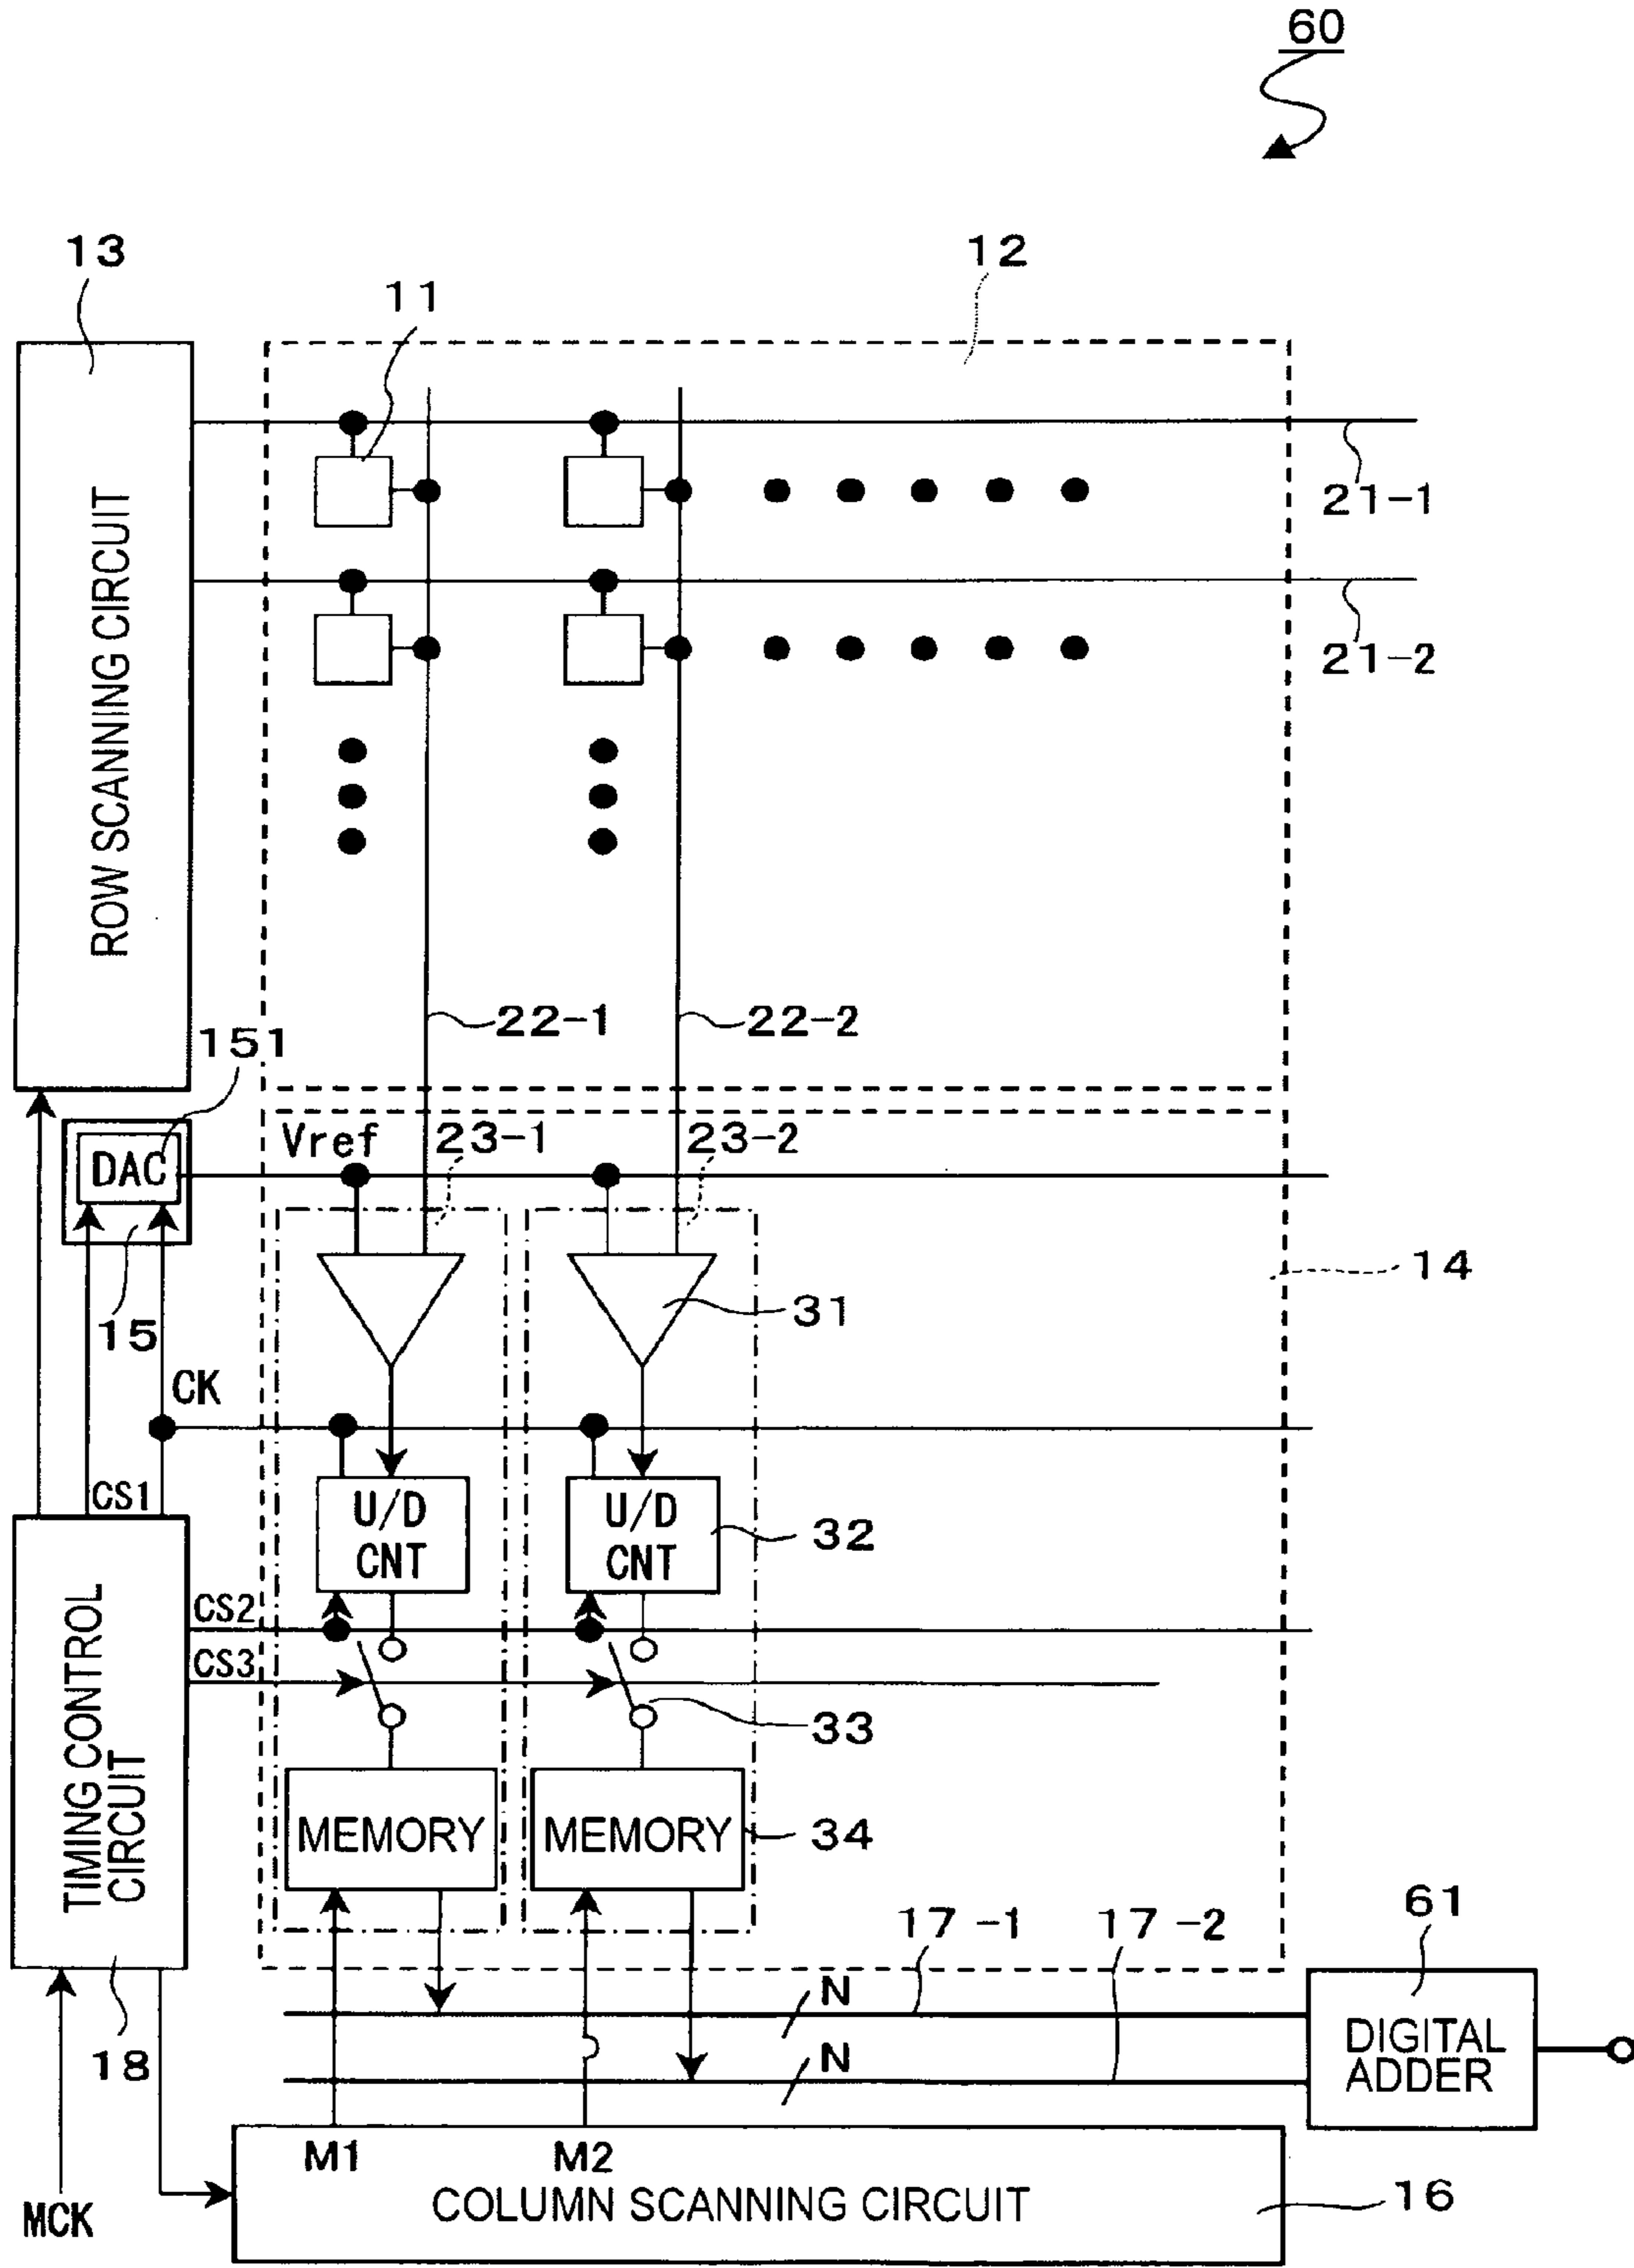 60
13
12
11
ROW SCANNING CIRCUIT
21-1
21-2
22-1
22-2
151
DAC
Vref
23-1
23-2
15
14
31
CK
CS1
U/D
CNT
U/D
CNT
32
CS2
CS3
33
TIMING CONTROL
CIRCUIT
MEMORY
MEMORY
34
17-1
17-2
61
N
N
DIGITAL
ADDER
18
M1
M2
MCK
COLUMN SCANNING CIRCUIT
16